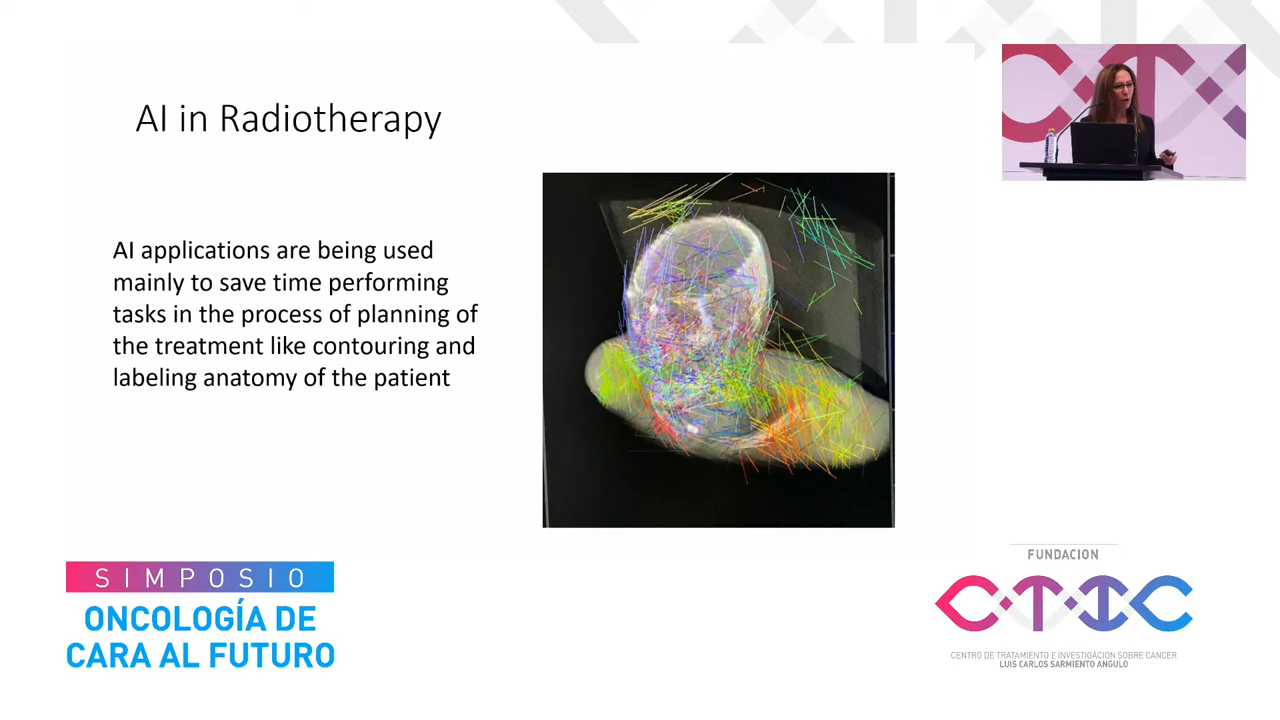 AI in Radiotherapy
AI applications are being used
mainly to save time performing
tasks in the process of planning of
the treatment like contouring and
labeling anatomy of the patient
SIMPOSIO
ONCOLOGÍA DE
CARA AL FUTURO
FUNDACION
CTIC
CENTRO DE TRATAMIENTO E INVESTIGACION SOBRE CANCER
LUIS CARLOS SARMIENTO ANGULO